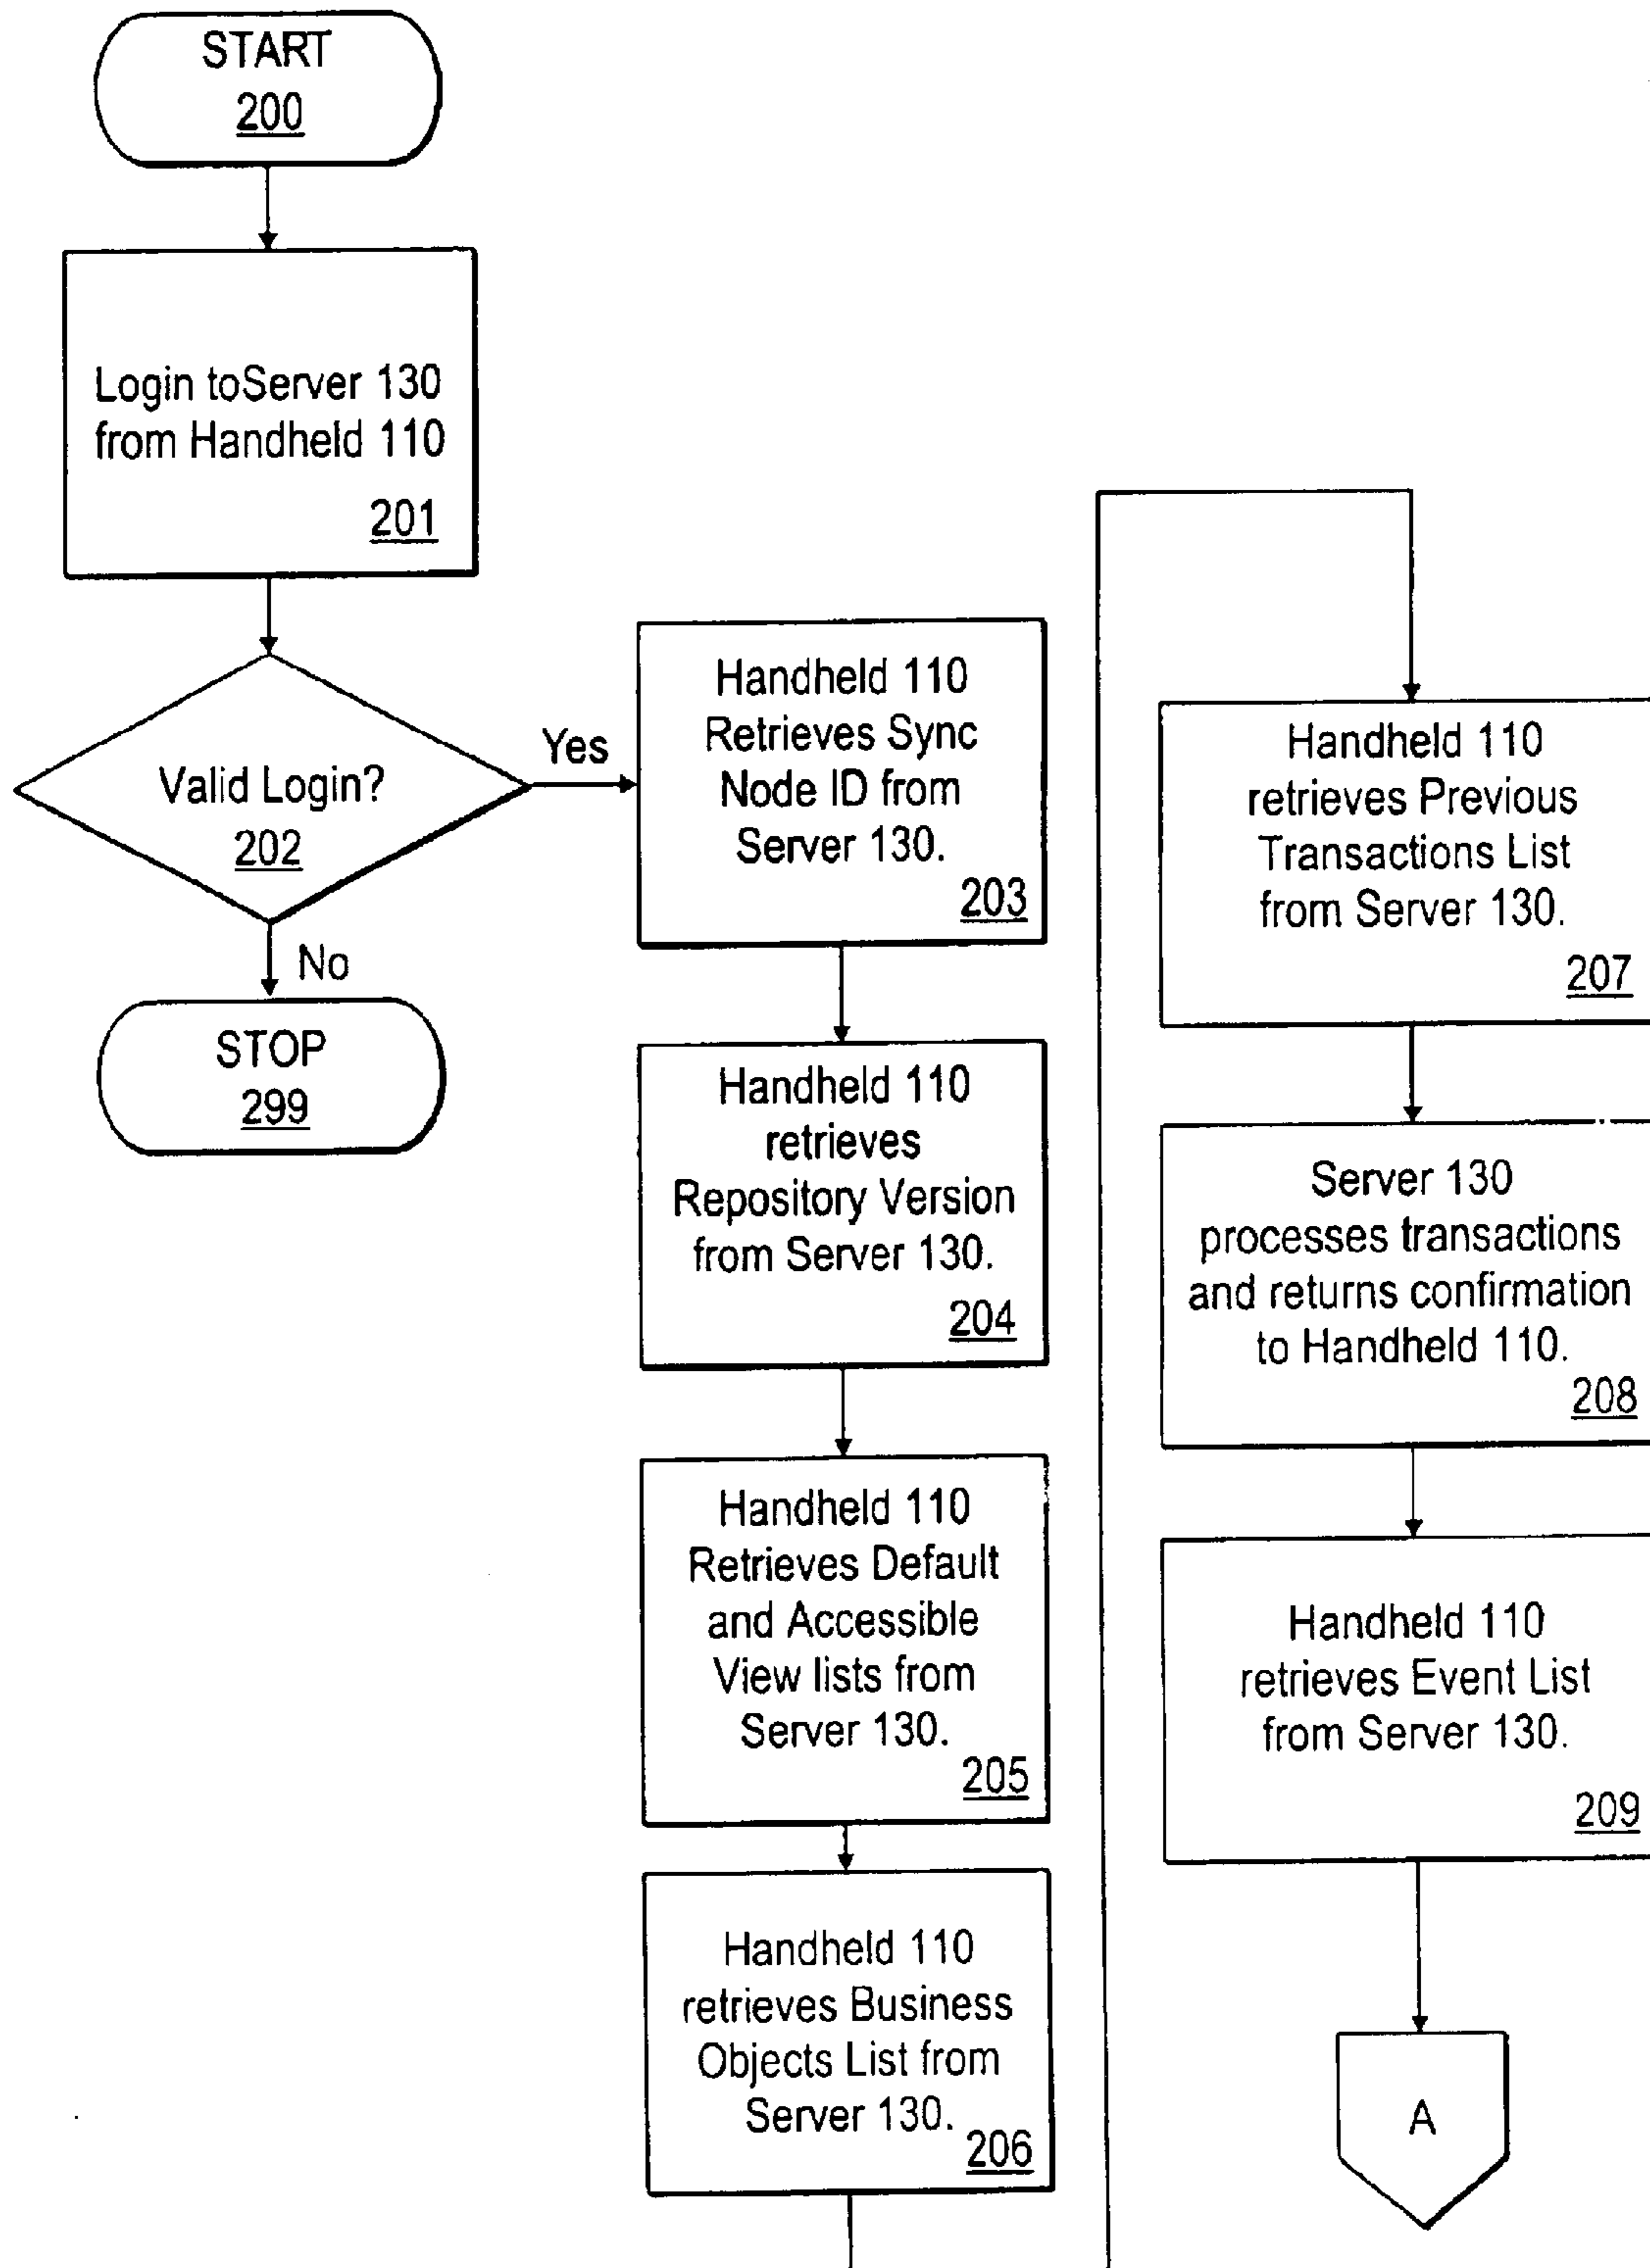 START
200
Login toServer 130
from Handheld 110
201
Valid Login?
202
Yes
No
STOP
299
Handheld 110
Retrieves Sync
Node ID from
Server 130.
203
Handheld 110
retrieves
Repository Version
from Server 130.
204
Handheld 110
Retrieves Default
and Accessible
View lists from
Server 130.
205
Handheld 110
retrieves Business
Objects List from
Server 130.
206
Handheld 110
retrieves Previous
Transactions List
from Server 130.
207
Server 130
processes transactions
and returns confirmation
to Handheld 110.
208
Handheld 110
retrieves Event List
from Server 130.
209
A